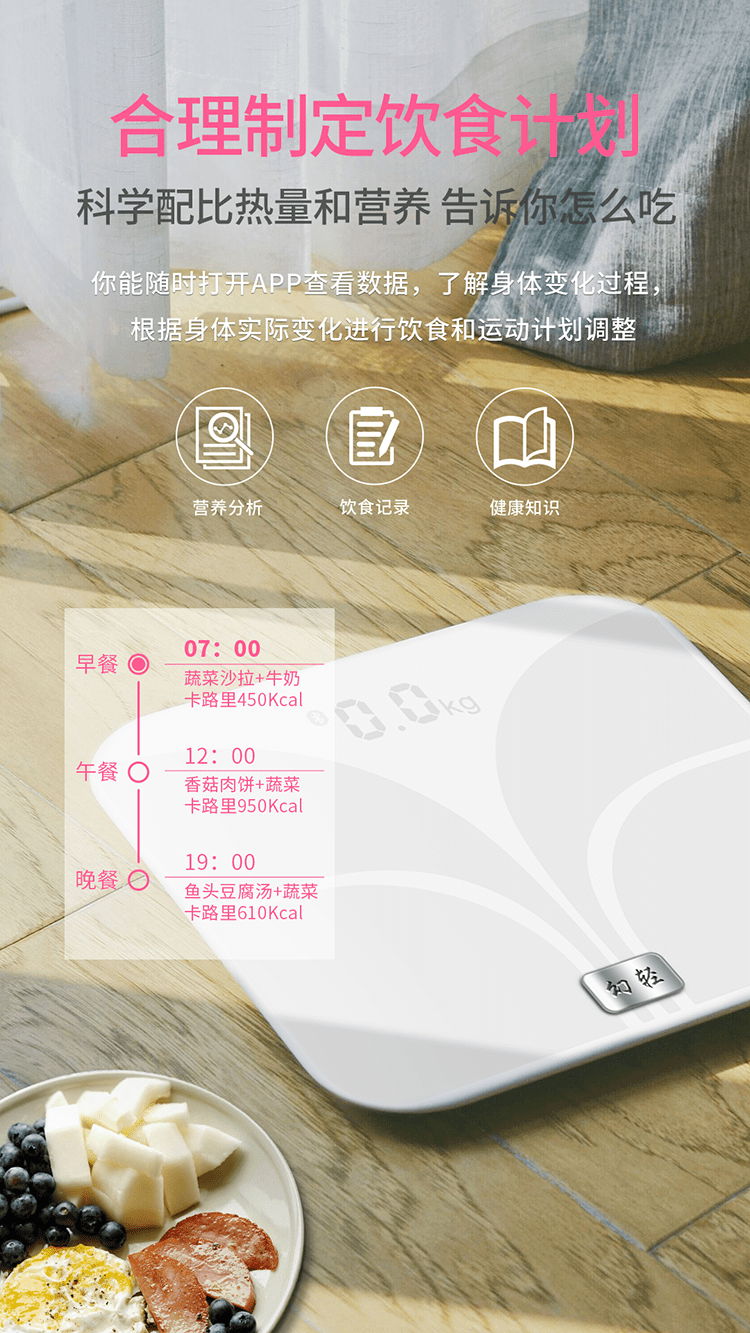 合理制定饮食计划
科学配比热量和营养 告诉你怎么吃
你能随时打开APP查看数据，了解身体变化过程，
根据身体实际变化进行饮食和运动计划调整
营养分析 饮食记录 健康知识
早餐
07：00
蔬菜沙拉+牛奶
卡路里450Kcal
午餐
12：00
香菇肉饼+蔬菜
卡路里950Kcal
晚餐
19：00
鱼头豆腐汤+蔬菜
卡路里610Kcal
0.0kg
幻轻